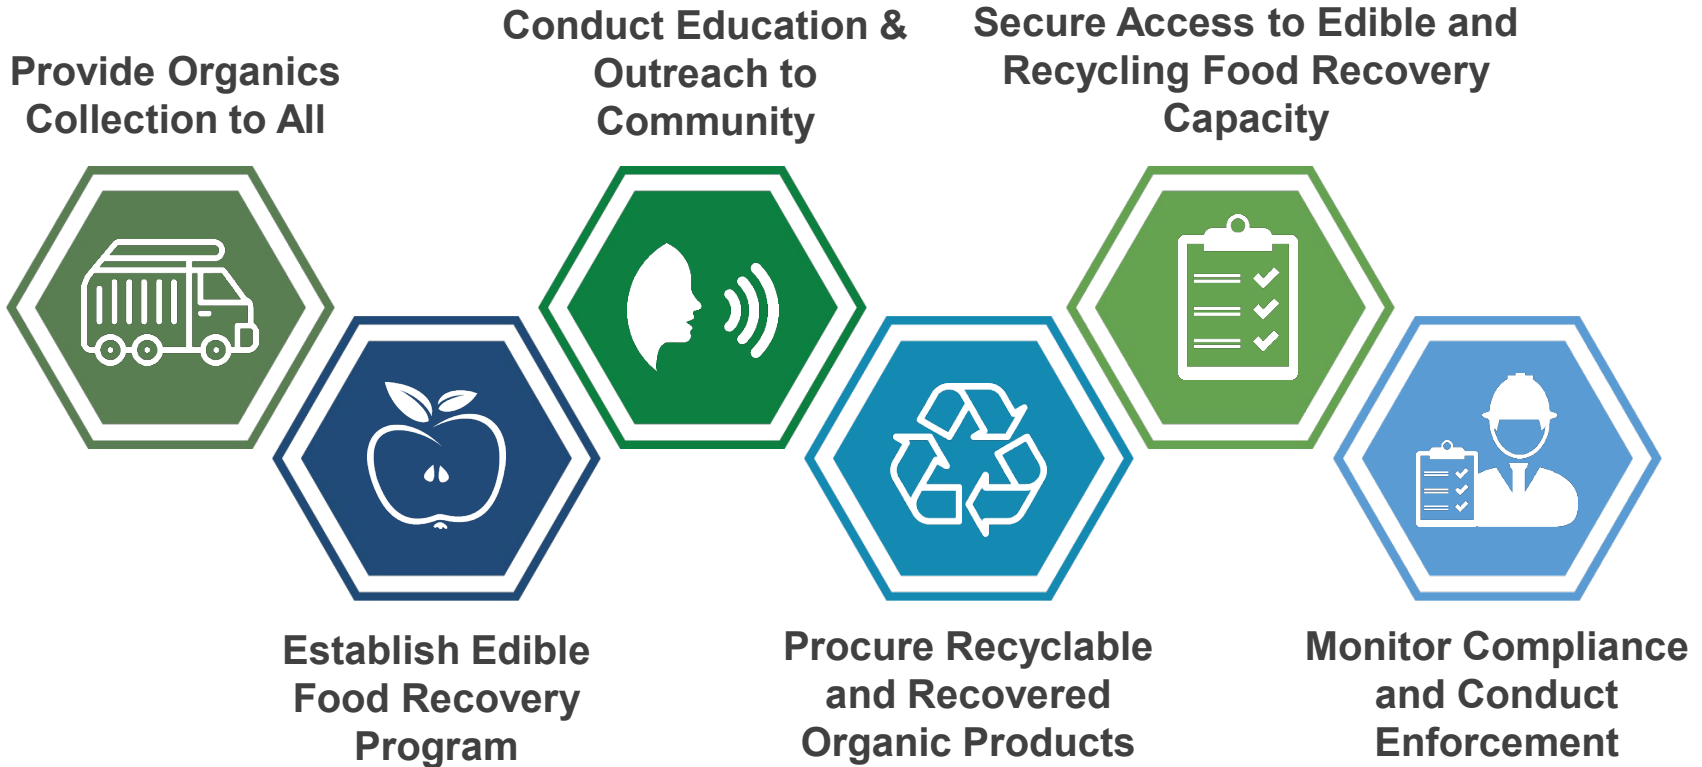 Provide Organics
Collection to All
Establish Edible
Food Recovery
Program
Conduct Education &
Outreach to
Community
Procure Recyclable
and Recovered
Organic Products
Secure Access to Edible and
Recycling Food Recovery
Capacity
Monitor Compliance
and Conduct
Enforcement